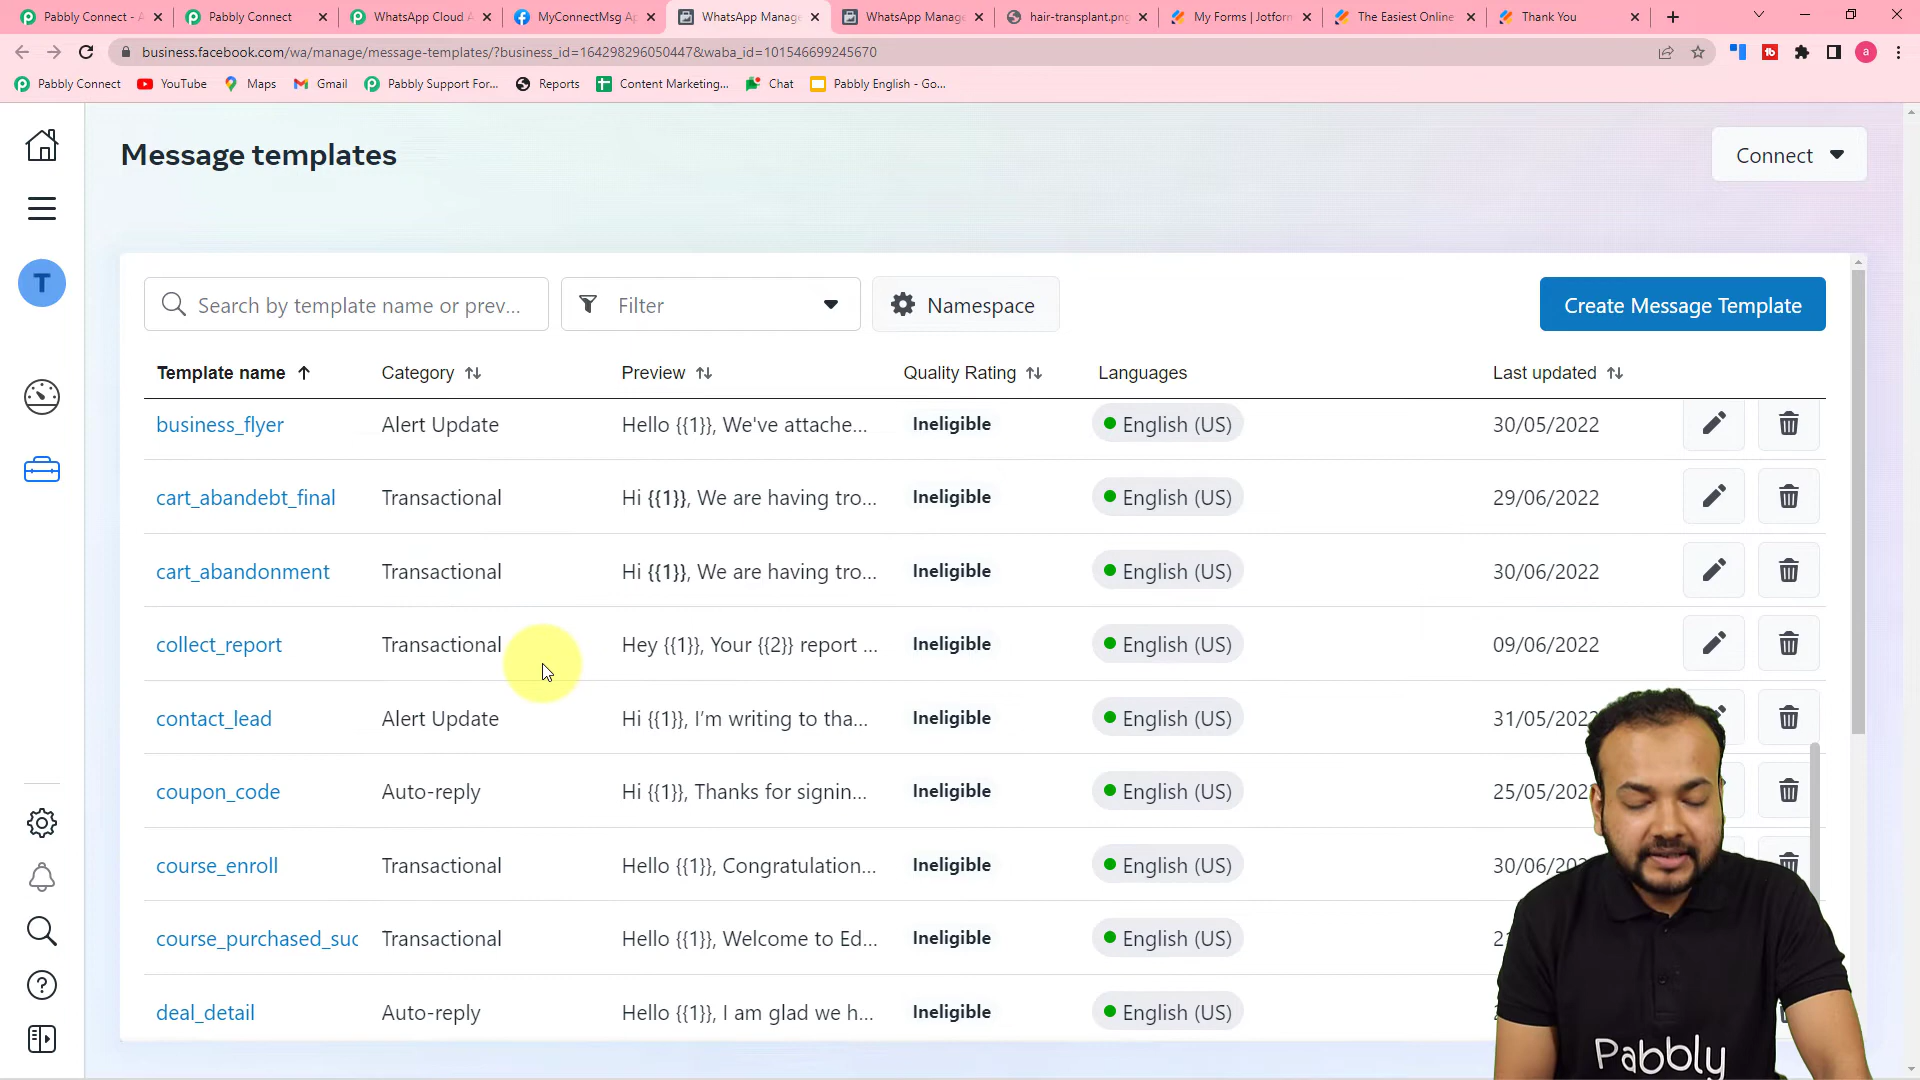 Pabbly Connect - A
Pabbly Connect
WhatsApp Cloud A
MyConnectMsg Ap
WhatsApp Manage
WhatsApp Manage
hair-transplant.png
My Forms | Jotform
The Easiest Online
Thank You
business.facebook.com/wa/manage/message-templates/?business_id=164298296050447&waba_id=101546699245670
a
Pabbly Connect
YouTube
Maps
Gmail
Pabbly Support For...
Reports
Content Marketing...
Chat
Pabbly English - Go...
Message templates
Connect
T
Search by template name or prev...
Filter
Namespace
Create Message Template
Template name Category Preview Quality Rating Languages Last updated
business_flyer Alert Update Hello {{1}}, We've attache... Ineligible English (US) 30/05/2022
cart_abandebt_final Transactional Hi {{1}}, We are having tro... Ineligible English (US) 29/06/2022
cart_abandonment Transactional Hi {{1}}, We are having tro... Ineligible English (US) 30/06/2022
collect_report Transactional Hey {{1}}, Your {{2}} report ... Ineligible English (US) 09/06/2022
contact_lead Alert Update Hi {{1}}, I'm writing to tha... Ineligible English (US) 31/05/2022
coupon_code Auto-reply Hi {{1}}, Thanks for signin... Ineligible English (US) 25/05/202
course_enroll Transactional Hello {{1}}, Congratulation... Ineligible English (US) 30/06/20
course_purchased_suc Transactional Hello {{1}}, Welcome to Ed... Ineligible English (US)
deal_detail Auto-reply Hello {{1}}, I am glad we h... Ineligible English (US)
Pabbly